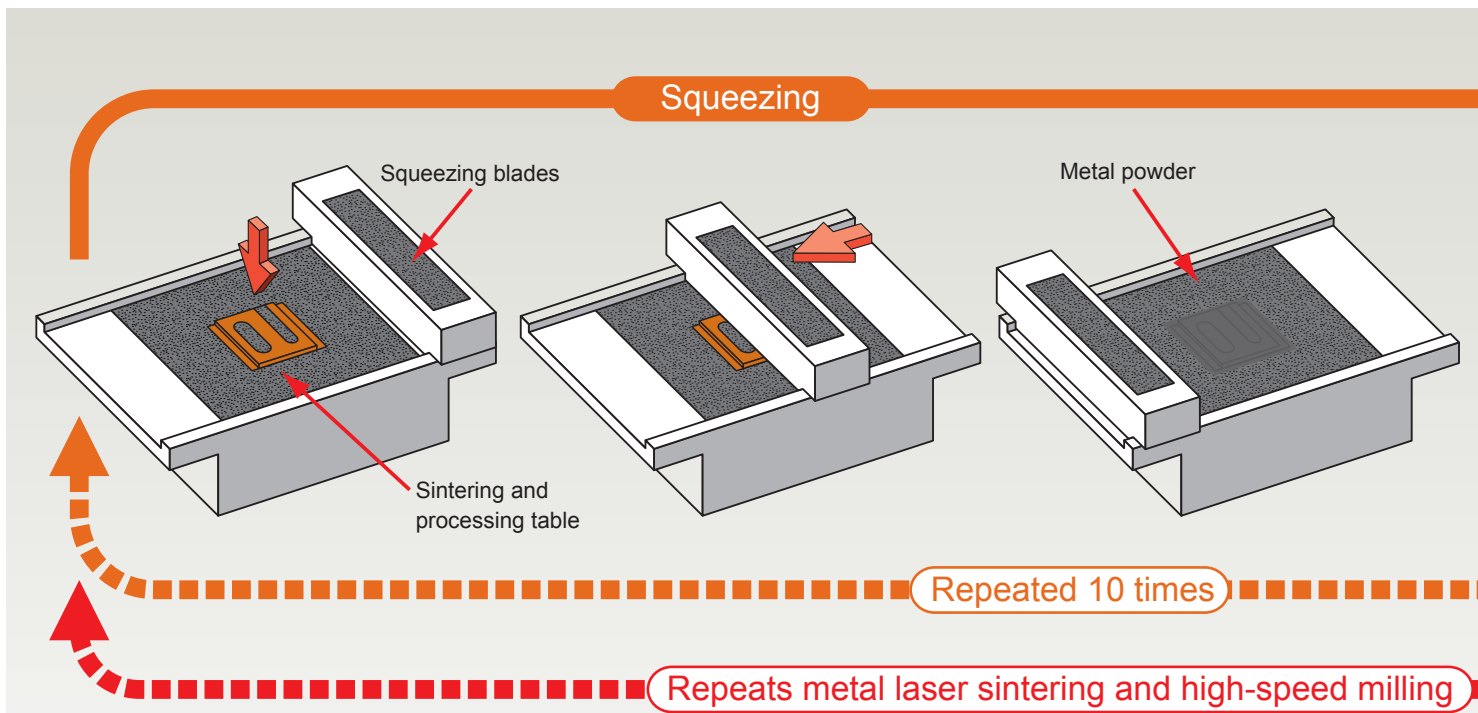 Squeezing
Squeezing blades
Metal powder
Sintering and
processing table
Repeated 10 times
Repeats metal laser sintering and high-speed milling